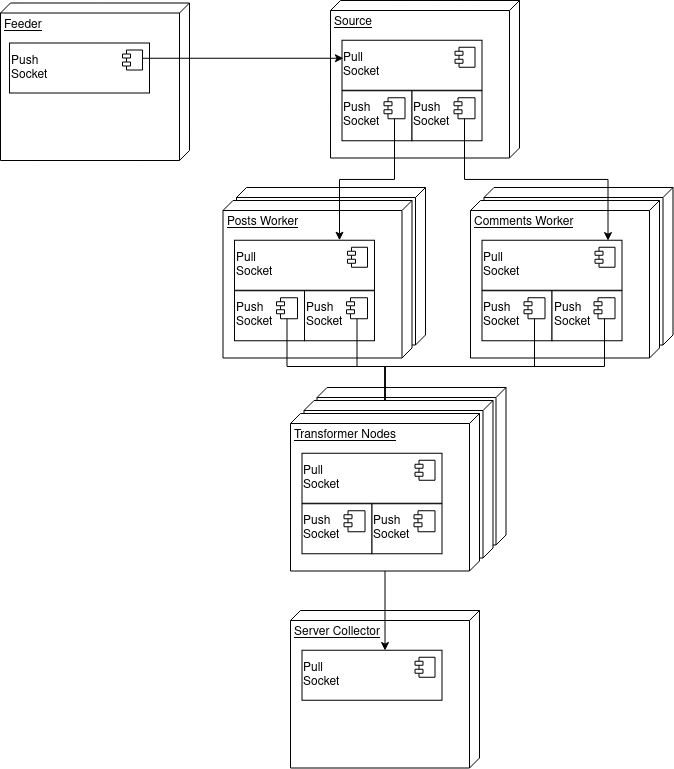 Feeder
Push
Socket
Source
Pull
Socket
Push
Socket
Push
Socket
Posts Worker
Pull
Socket
Push
Socket
Push
Socket
Comments Worker
Pull
Socket
Push
Socket
Push
Socket
Transformer Nodes
Pull
Socket
Push
Socket
Push
Socket
Server Collector
Pull
Socket